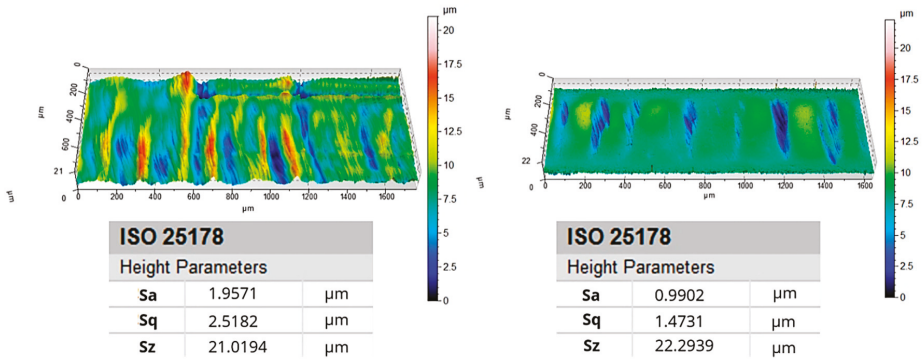 µm
20
17.5
15
12.5
10
7.5
5
2.5
0
0
200
400
600
21
µm
µm
0 200 400 600 800 1000 1200 1400 1600
µm
ISO 25178
Height Parameters
Sa 1.9571 µm
Sq 2.5182 µm
Sz 21.0194 µm
µm
20
17.5
15
12.5
10
7.5
5
2.5
0
0
200
400
22
µm
µm
0 200 400 600 800 1000 1200 1400 1600
µm
ISO 25178
Height Parameters
Sa 0.9902 µm
Sq 1.4731 µm
Sz 22.2939 µm